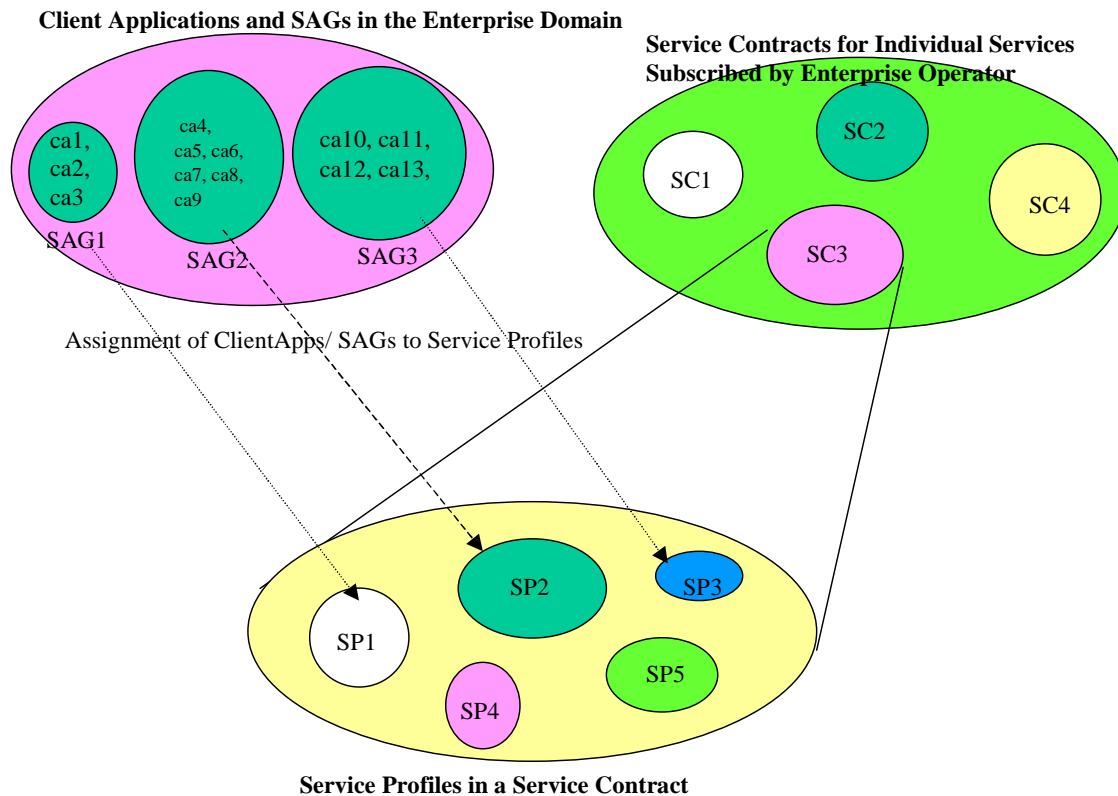 Client Applications and SAGs in the Enterprise Domain
Service Contracts for Individual Services
Subscribed by Enterprise Operator
ca1,
ca2,
ca3
SAG1
ca4,
ca5, ca6,
ca7, ca8,
ca9
SAG2
ca10, ca11,
ca12, ca13,
SAG3
SC1
SC2
SC3
SC4
Assignment of ClientApps/ SAGs to Service Profiles
SP1
SP2
SP3
SP4
SP5
Service Profiles in a Service Contract